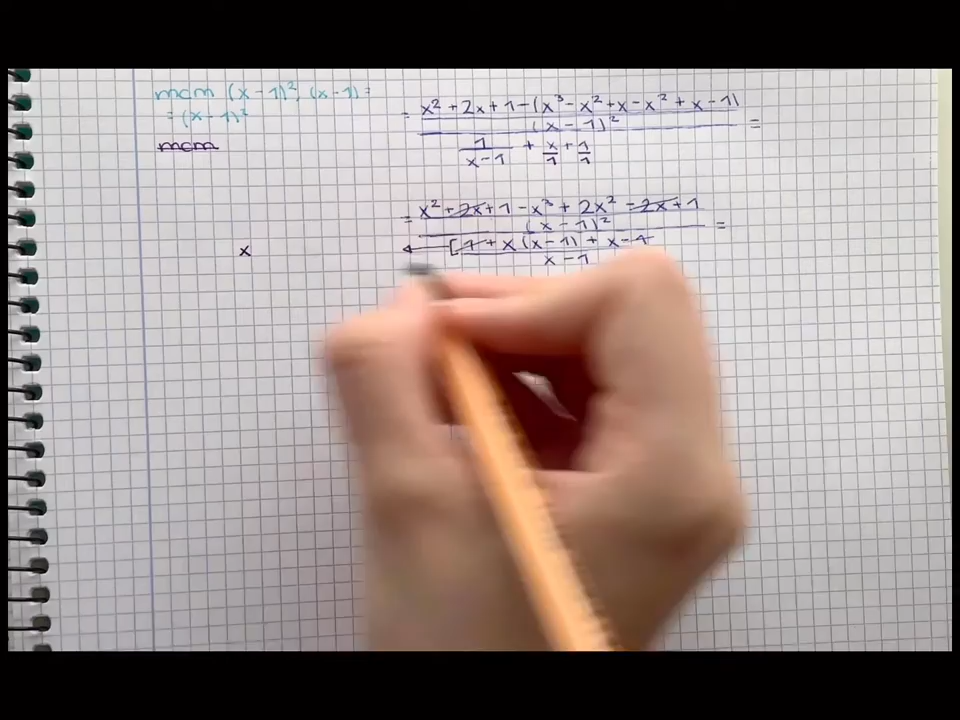 mcm (x-1)², (x-1) =
= (x-1)²
mcm
= x² + 2x + 1 - (x³ - x² + x - x² + x - 1)
(x - 1)² =
1/(x-1) + x/1 + 1/1
= x² + 2x + 1 - x³ + 2x² - 2x + 1
(x - 1)² =
1 + x (x-1) + x - 1
x - 1
x